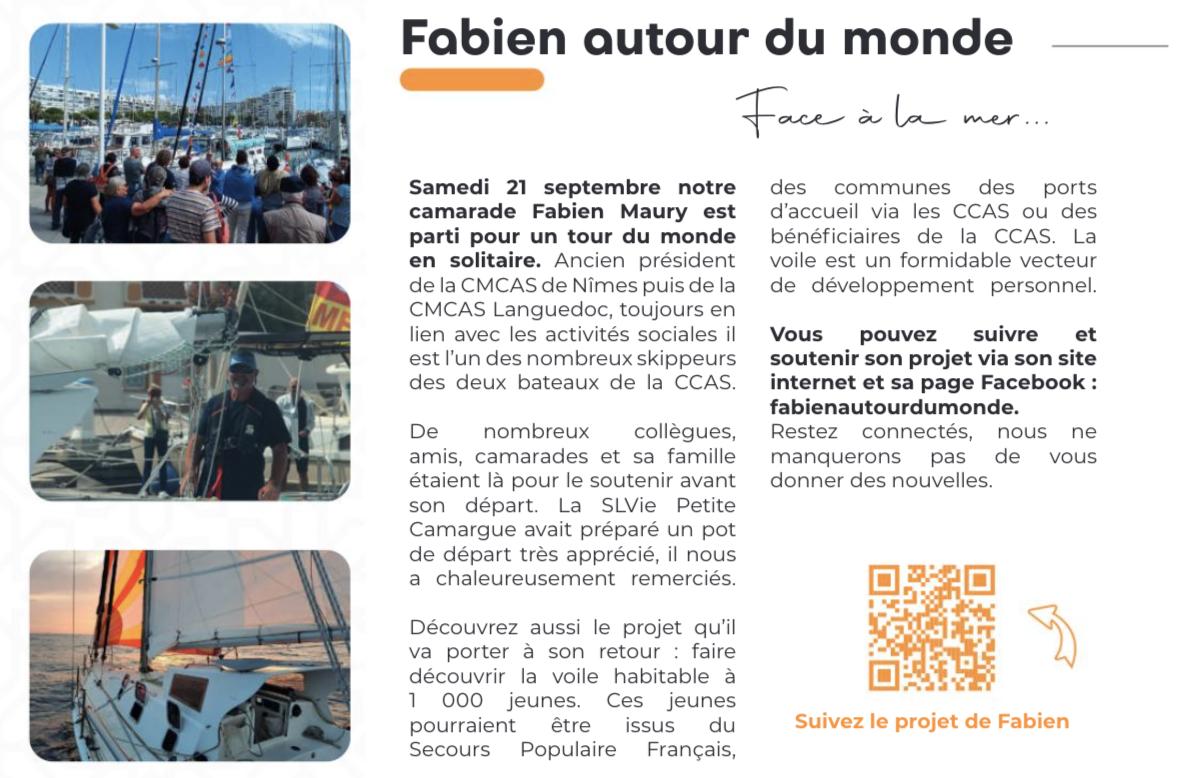 Fabien autour du monde
Face à la mer...
Samedi 21 septembre notre
camarade Fabien Maury est
parti pour un tour du monde
en solitaire. Ancien président
de la CMCAS de Nîmes puis de la
CMCAS Languedoc, toujours en
lien avec les activités sociales il
est l'un des nombreux skippeurs
des deux bateaux de la CCAS.
De nombreux collègues,
amis, camarades et sa famille
étaient là pour le soutenir avant
son départ. La SLVie Petite
Camargue avait préparé un pot
de départ très apprécié, il nous
a chaleureusement remerciés.
Découvrez aussi le projet qu'il
va porter à son retour : faire
découvrir la voile habitable à
1 000 jeunes. Ces jeunes
pourraient être issus du
Secours Populaire Français,
des communes des ports
d'accueil via les CCAS ou des
bénéficiaires de la CCAS. La
voile est un formidable vecteur
de développement personnel.
Vous pouvez suivre et
soutenir son projet via son site
internet et sa page Facebook :
fabienautourdumonde.
Restez connectés, nous ne
manquerons pas de vous
donner des nouvelles.
Suivez le projet de Fabien